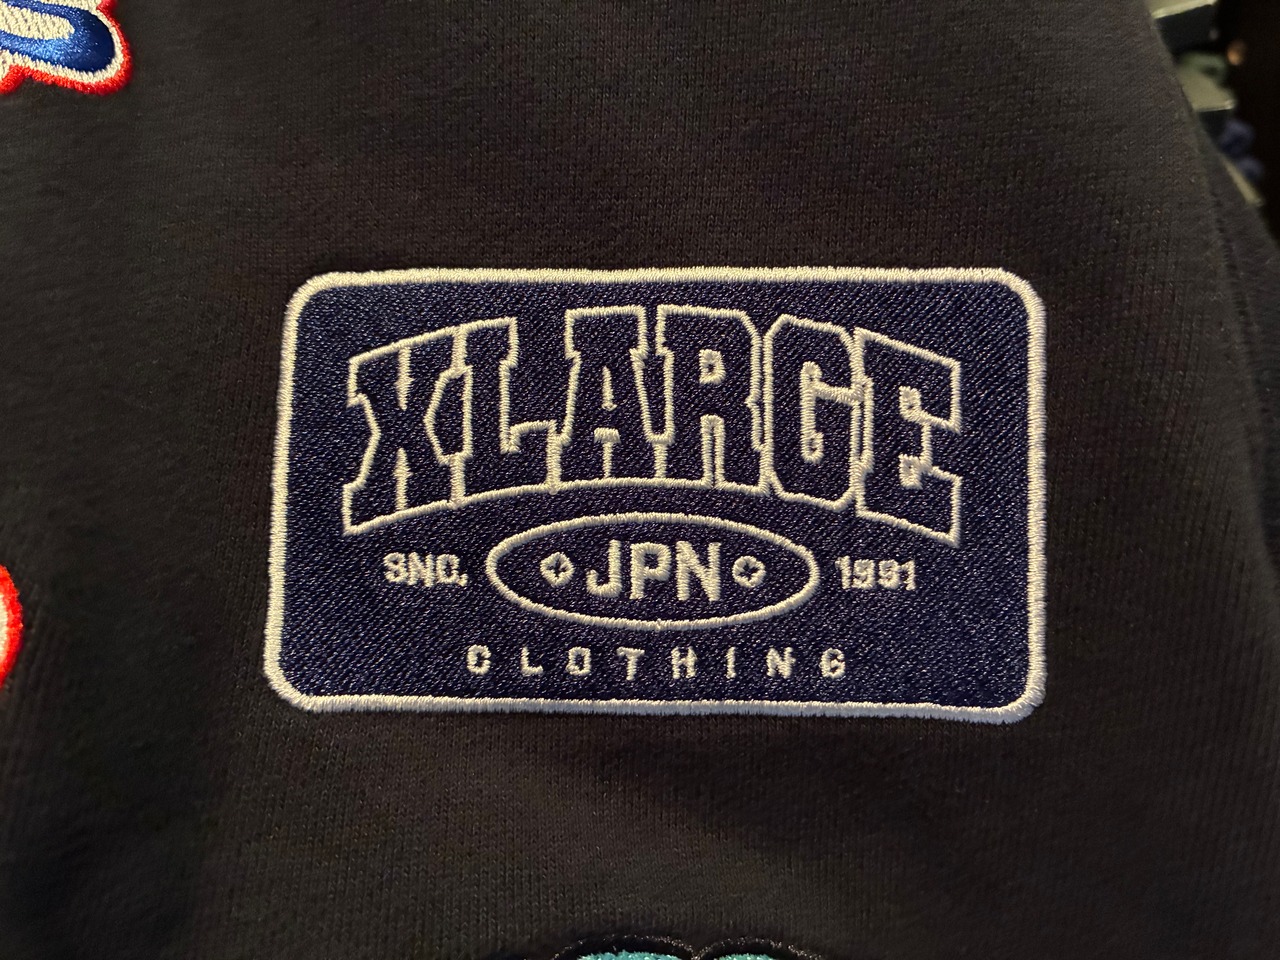 XLARGE
SNC. JPN 1991
CLOTHING